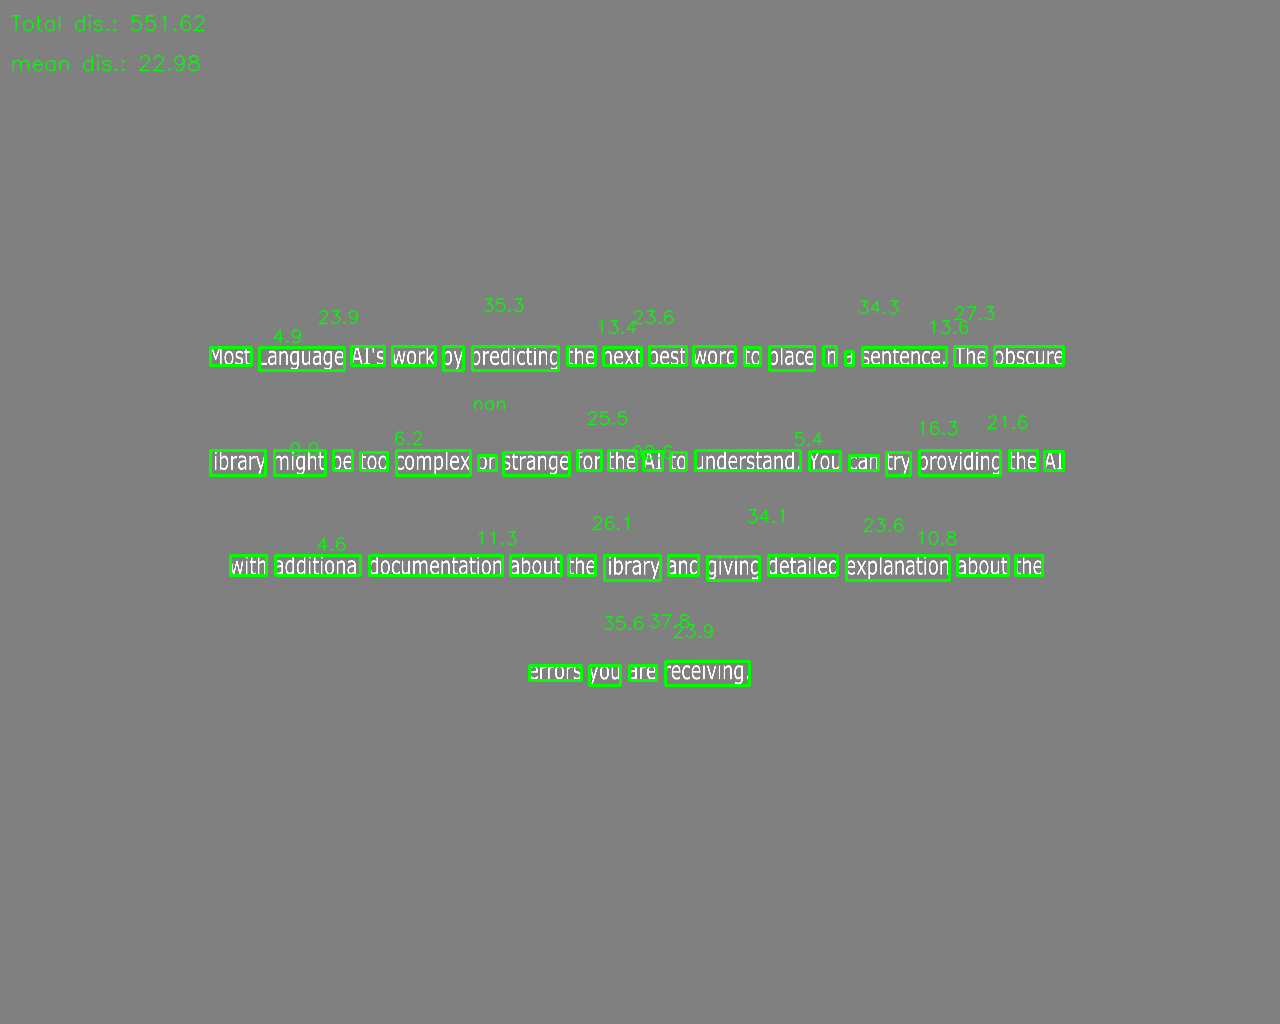 Total dis.: 551.62
mean dis.: 22.98
35.3 34.3 27.3
23.9 13.4 23.6 13.6
4.9
Most Language AI's work by predicting the next best word to place in a sentence. The obscure
nan 25.5 21.6
6.2 5.4 16.3
library might be too complex or strange for the AI to understand. You can try providing the AI
26.1 34.1 23.6
4.6 11.3 10.8
with additional documentation about the library and giving detailed explanation about the
35.6 37.8 23.9
errors you are receiving.